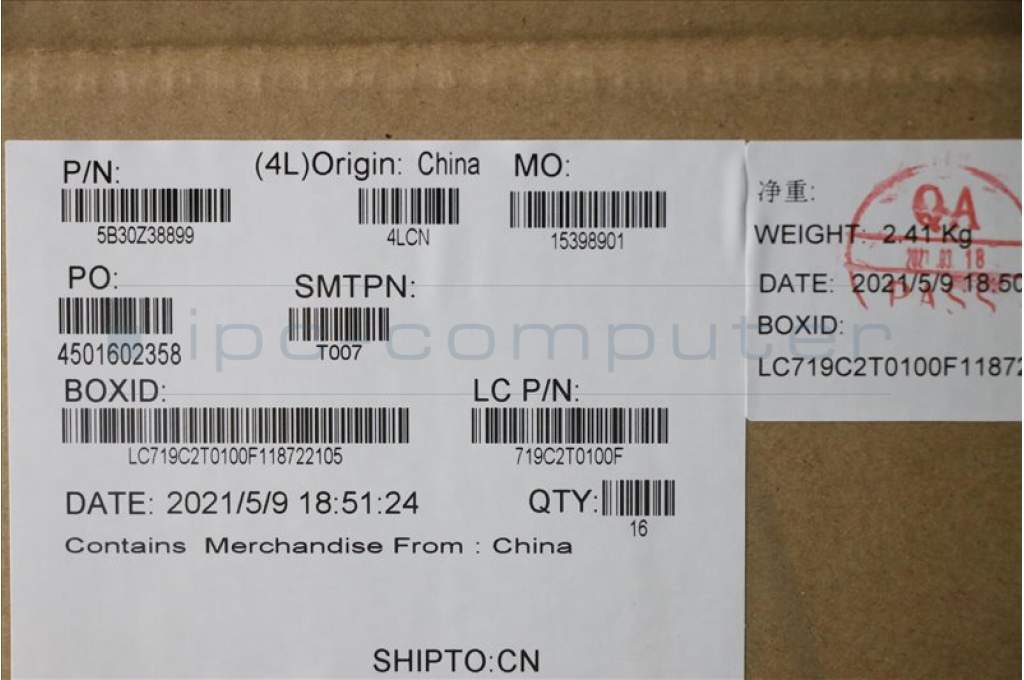 P/N: (4L)Origin: China MO:
5B30Z38899 4LCN 15398901
PO: SMTPN:
4501602358 T007
BOXID: LC P/N:
LC719C2T0100F118722105 719C2T0100F
DATE: 2021/5/9 18:51:24 QTY:
16
Contains Merchandise From : China
SHIPTO:CN
净重:
WEIGHT: 2.41 Kg
DATE: 2021/5/9 18:50
BOXID:
LC719C2T0100F11872
QA
PASS
ipc computer